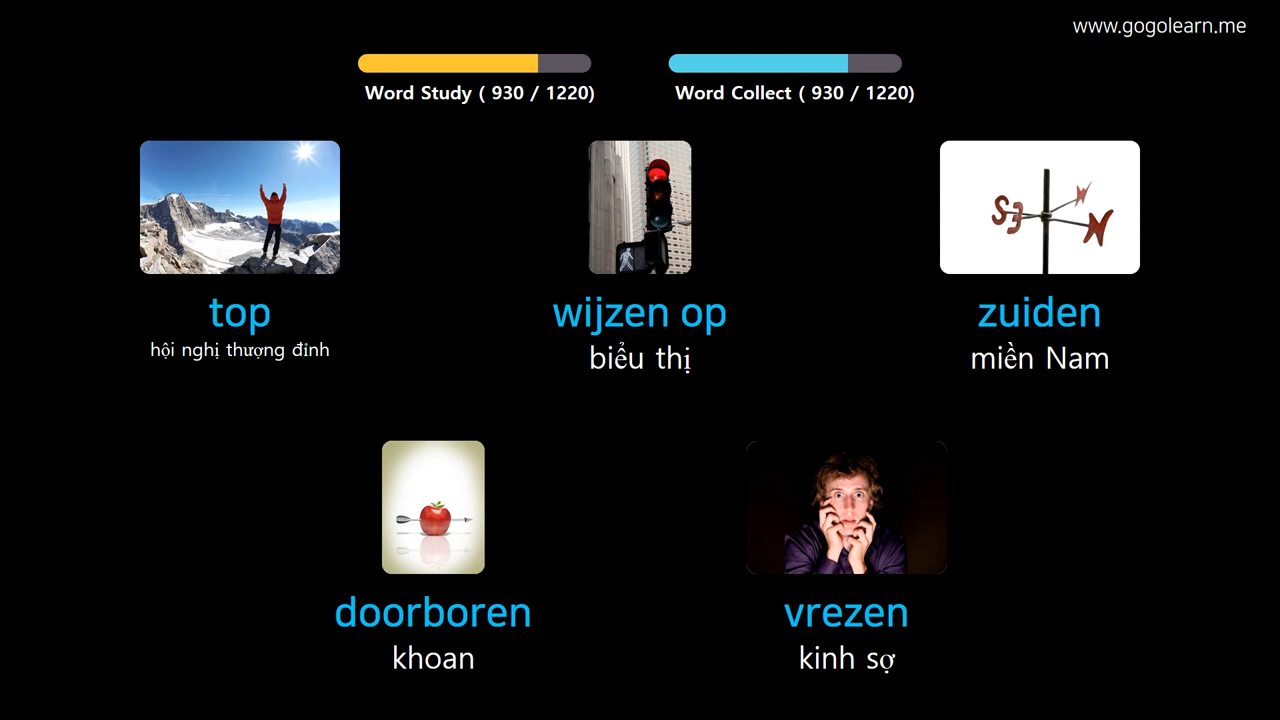 www.gogolearn.me
Word Study ( 930 / 1220)
Word Collect ( 930 / 1220)
top
hội nghị thượng đỉnh
wijzen op
biểu thị
zuiden
miền Nam
doorboren
khoan
vrezen
kinh sợ